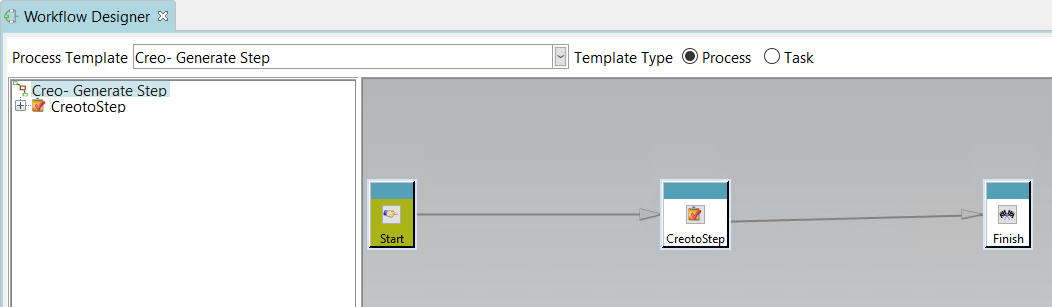 Workflow Designer
Process Template Creo- Generate Step Template Type Process Task
Creo- Generate Step
CreotoStep
Start
CreotoStep
Finish